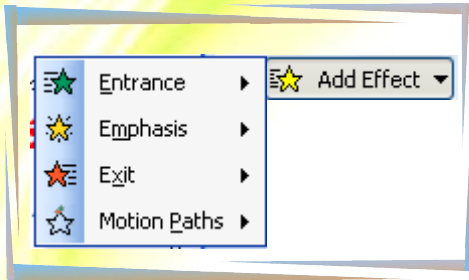 Add Effect
Entrance
Emphasis
Exit
Motion Paths